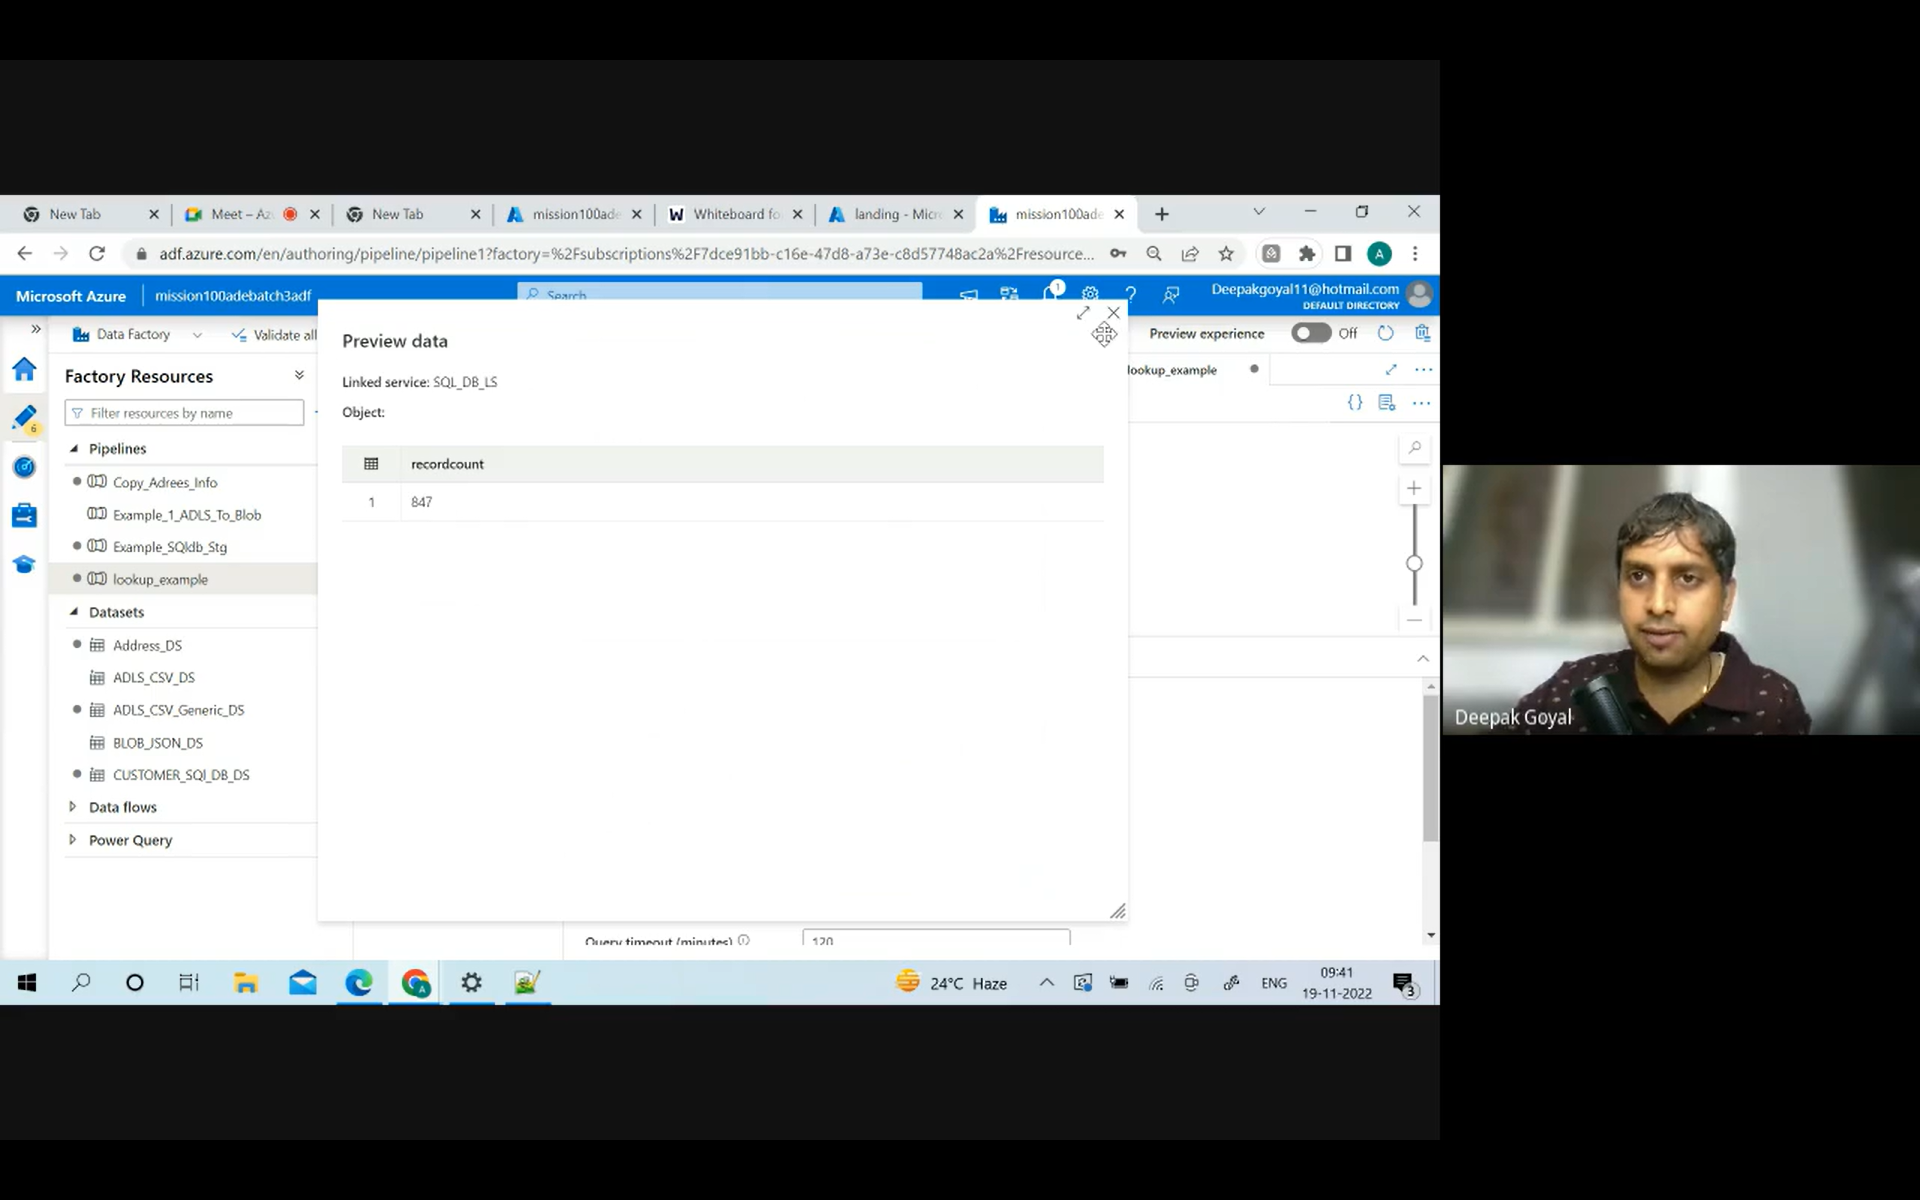 New Tab
Meet – Az
New Tab
mission100ade
Whiteboard fo
landing - Micr
mission100ade
adf.azure.com/en/authoring/pipeline/pipeline1?factory=%2Fsubscriptions%2F7dce91bb-c16e-47d8-a73e-c8d57748ac2a%2Fresource...
A
Microsoft Azure
mission100adebatch3adf
Search
1
Deepakgoyal11@hotmail.com
DEFAULT DIRECTORY
Data Factory
Validate all
Preview experience
Off
Preview data
Linked service: SQL_DB_LS
Object:
recordcount
1 847
lookup_example
Factory Resources
Filter resources by name
6
Pipelines
Copy_Adrees_Info
Example_1_ADLS_To_Blob
Example_SQldb_Stg
lookup_example
Datasets
Address_DS
ADLS_CSV_DS
ADLS_CSV_Generic_DS
BLOB_JSON_DS
CUSTOMER_SQl_DB_DS
Data flows
Power Query
Query timeout (minutes)
120
Deepak Goyal
24°C Haze
ENG
09:41
19-11-2022
3